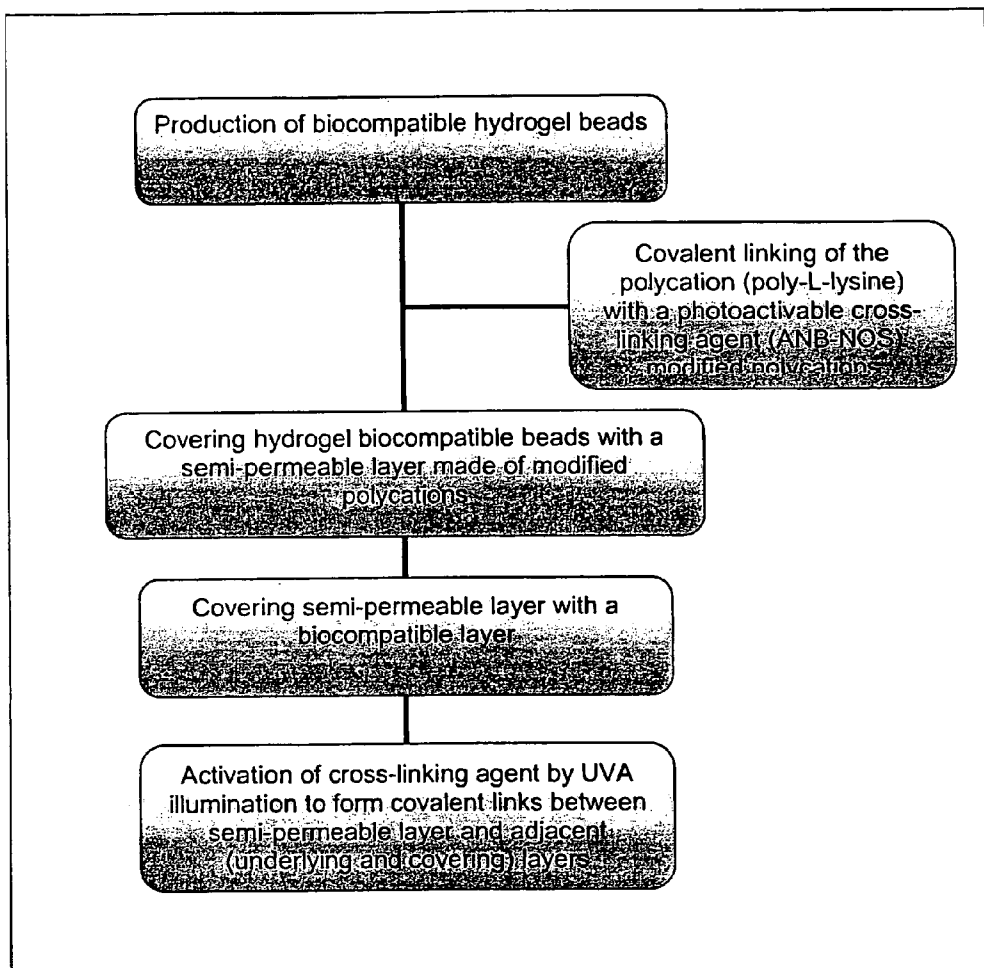 Production of biocompatible hydrogel beads
Covalent linking of the
polycation (poly-L-lysine)
with a photoactivable cross-
linking agent (ANB-NOS)
modified polycation
Covering hydrogel biocompatible beads with a
semi-permeable layer made of modified
polycations
Covering semi-permeable layer with a
biocompatible layer
Activation of cross-linking agent by UVA
illumination to form covalent links between
semi-permeable layer and adjacent
(underlying and covering) layers